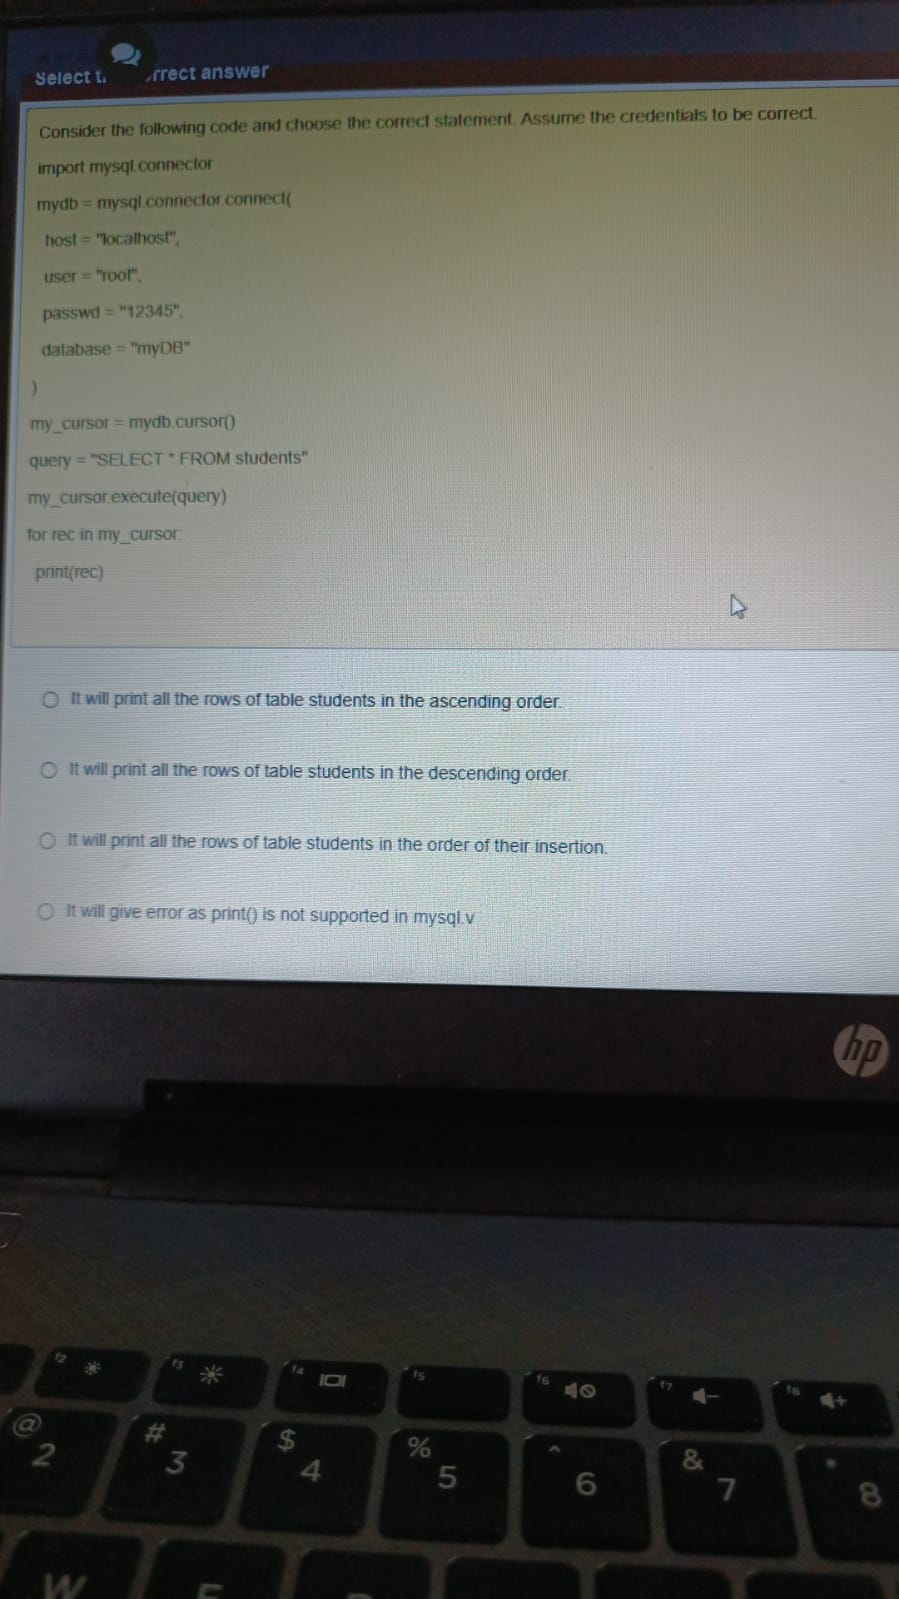 Select t. .rrect answer
Consider the following code and choose the correct statement. Assume the credentials to be correct.
import mysql.connector
mydb = mysql.connector.connect(
host = "localhost",
user = "root",
passwd = "12345",
database = "myDB"
)
my_cursor = mydb.cursor()
query = "SELECT * FROM students"
my_cursor.execute(query)
for rec in my_cursor:
print(rec)
It will print all the rows of table students in the ascending order.
It will print all the rows of table students in the descending order.
It will print all the rows of table students in the order of their insertion.
It will give error as print() is not supported in mysql.v
hp
f2 f3 f4 f5 f6 f7 f8
@ # $ % ^ & *
2 3 4 5 6 7 8
W